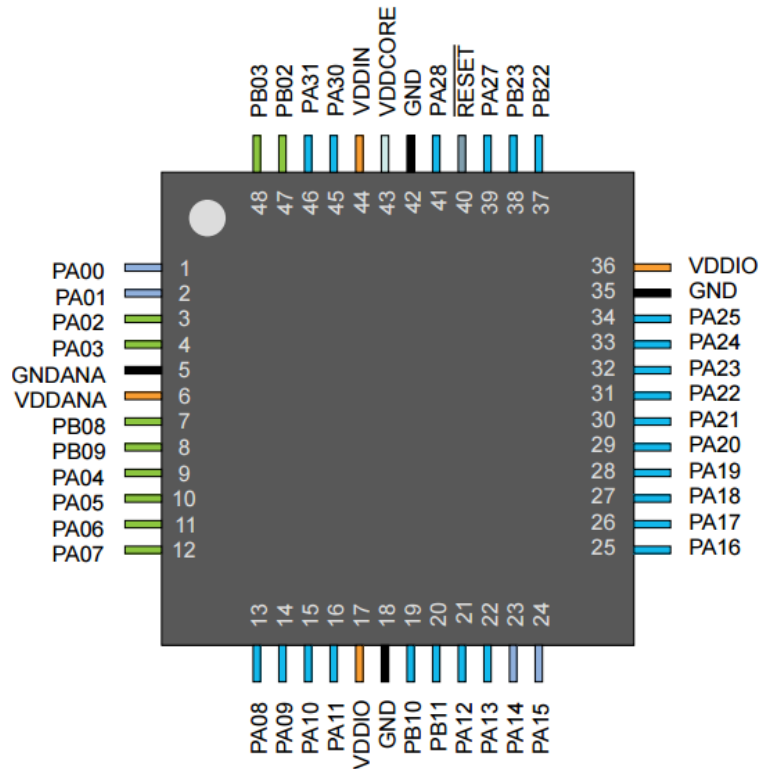 PB03 PB02 PA31 PA30 VDDIN VDDCORE GND PA28 RESET PA27 PB23 PB22
48 47 46 45 44 43 42 41 40 39 38 37
PA00 1 36 VDDIO
PA01 2 35 GND
PA02 3 34 PA25
PA03 4 33 PA24
GNDANA 5 32 PA23
VDDANA 6 31 PA22
PB08 7 30 PA21
PB09 8 29 PA20
PA04 9 28 PA19
PA05 10 27 PA18
PA06 11 26 PA17
PA07 12 25 PA16
13 14 15 16 17 18 19 20 21 22 23 24
PA08 PA09 PA10 PA11 VDDIO GND PB10 PB11 PA12 PA13 PA14 PA15